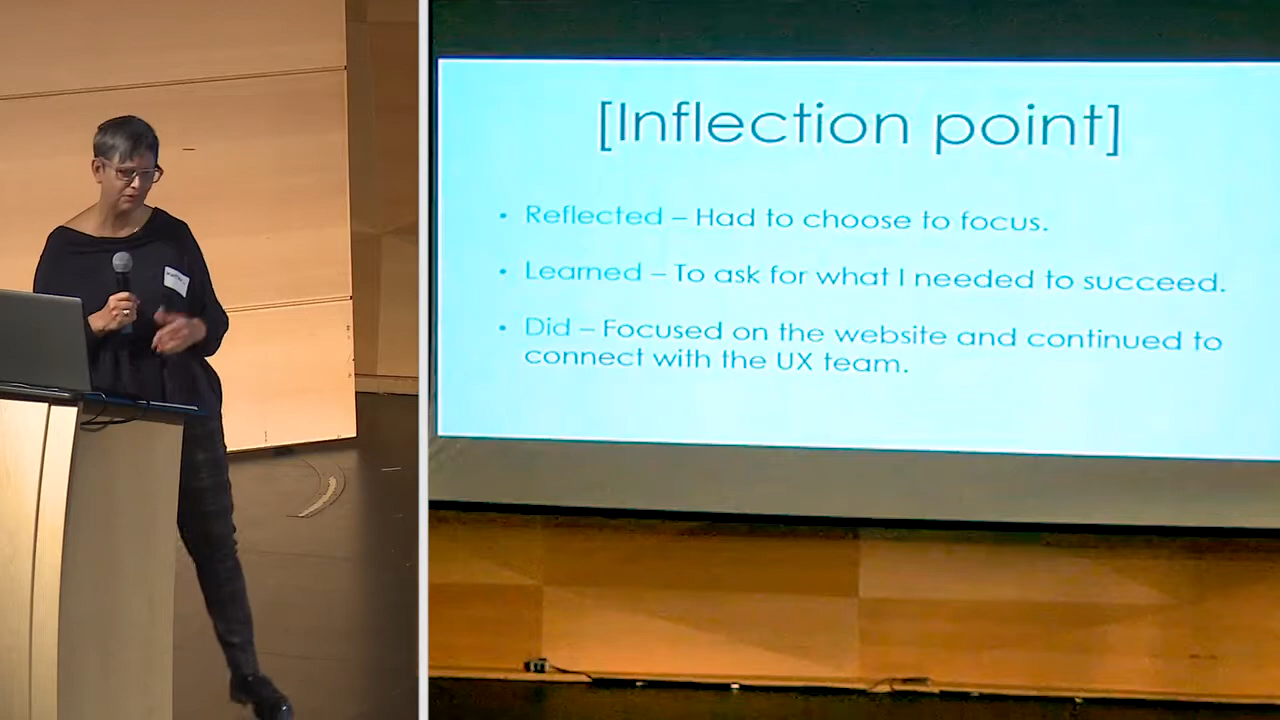 [Inflection point]
• Reflected – Had to choose to focus.
• Learned – To ask for what I needed to succeed.
• Did – Focused on the website and continued to
connect with the UX team.